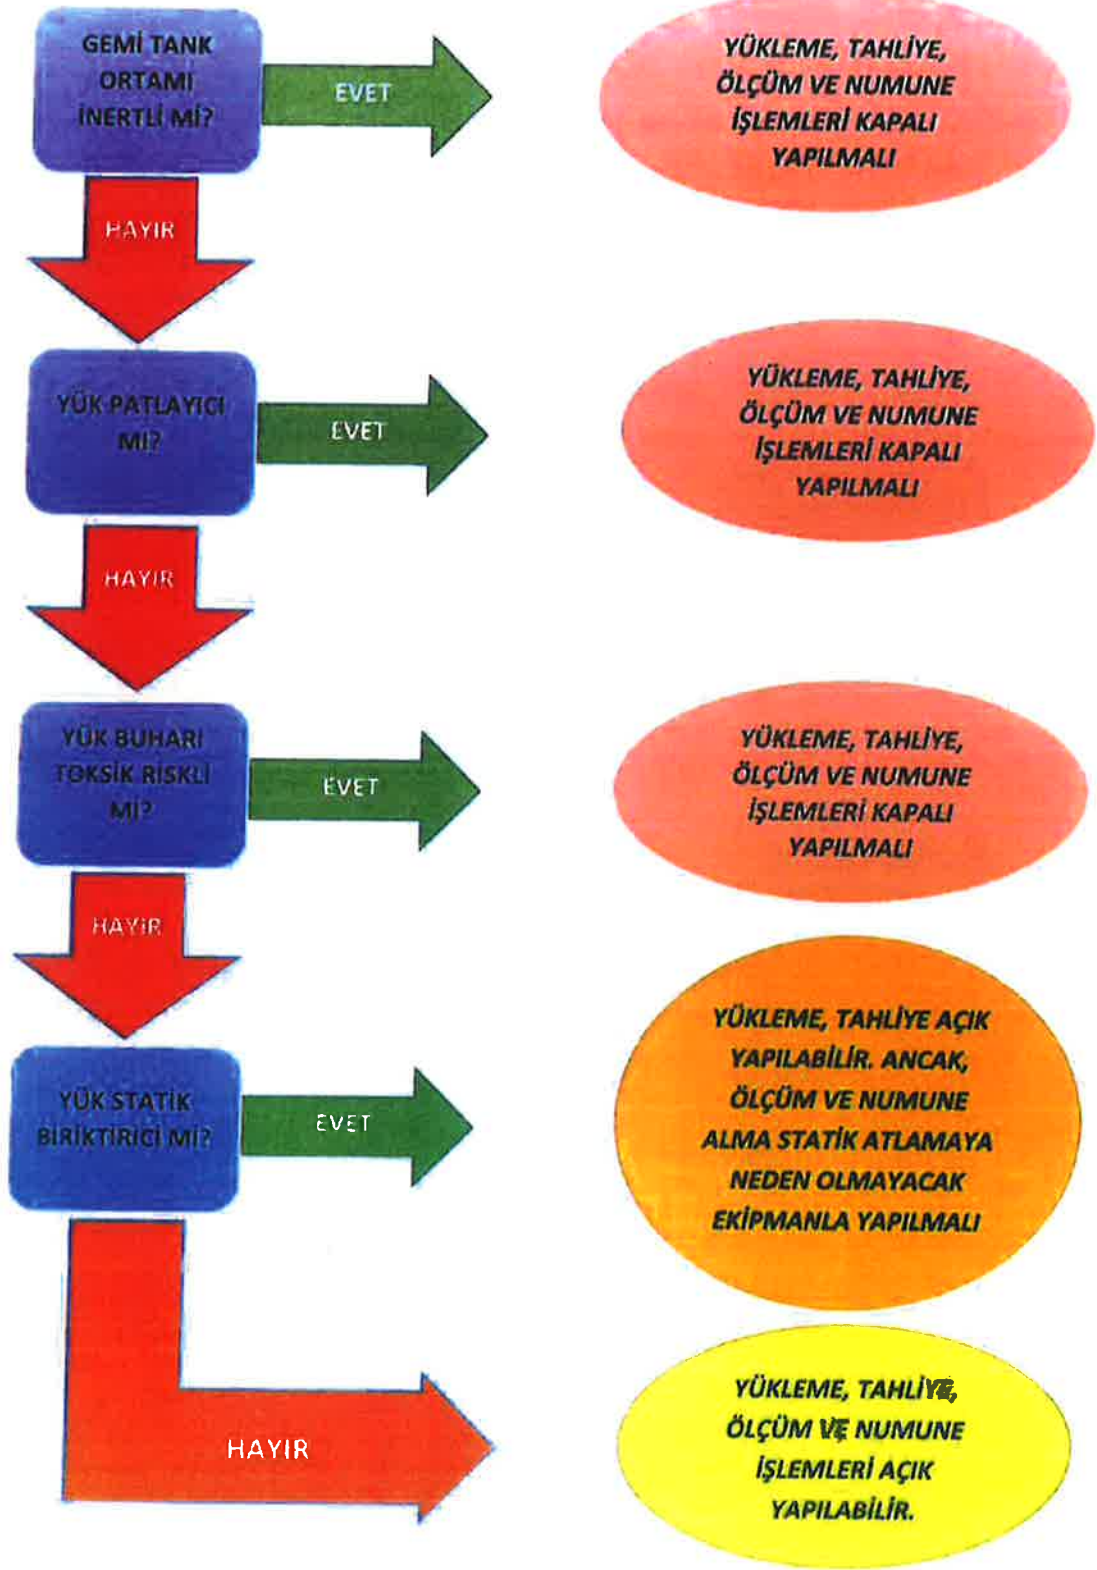 GEMİ TANK
ORTAMI
İNERTLİ Mİ?
EVET
YÜKLEME, TAHLİYE,
ÖLÇÜM VE NUMUNE
İŞLEMLERİ KAPALI
YAPILMALI
HAYIR
YÜK PATLAYICI
MI?
EVET
YÜKLEME, TAHLİYE,
ÖLÇÜM VE NUMUNE
İŞLEMLERİ KAPALI
YAPILMALI
HAYIR
YÜK BUHARI
TOKSİK RİSKLİ
Mİ?
EVET
YÜKLEME, TAHLİYE,
ÖLÇÜM VE NUMUNE
İŞLEMLERİ KAPALI
YAPILMALI
HAYIR
YÜK STATİK
BİRİKTİRİCİ Mİ?
EVET
YÜKLEME, TAHLİYE AÇIK
YAPILABİLİR. ANCAK,
ÖLÇÜM VE NUMUNE
ALMA STATİK ATLAMAYA
NEDEN OLMAYACAK
EKİPMANLA YAPILMALI
HAYIR
YÜKLEME, TAHLİYE,
ÖLÇÜM VE NUMUNE
İŞLEMLERİ AÇIK
YAPILABİLİR.